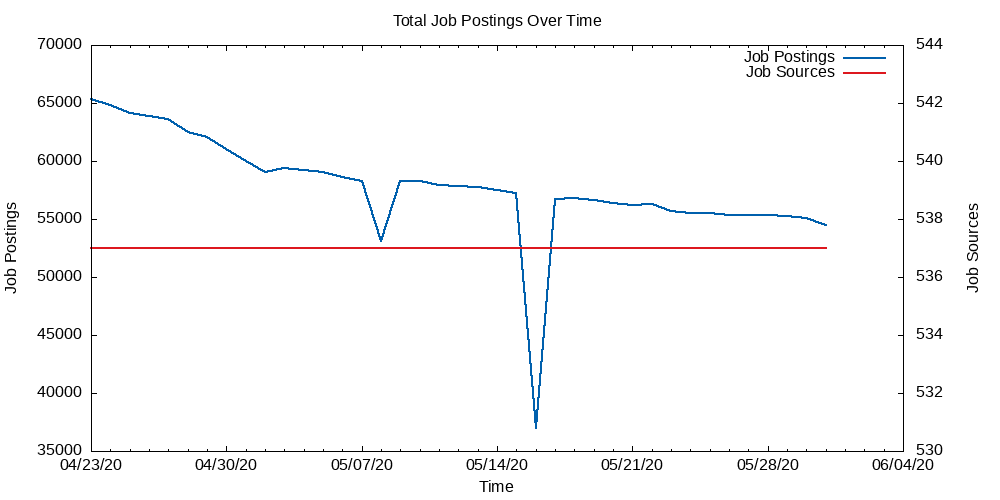 Total Job Postings Over Time
70000
65000
60000
55000
50000
45000
40000
35000
544
542
540
538
536
534
532
530
Job Postings
Job Sources
Job Postings
Job Sources
04/23/20 04/30/20 05/07/20 05/14/20 05/21/20 05/28/20 06/04/20
Time